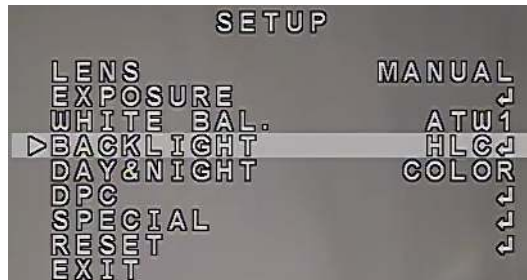 SETUP
LENS MANUAL
EXPOSURE ↲
WHITE BAL. ATW1
▷BACKLIGHT HLC↲
DAY&NIGHT COLOR
DPC ↲
SPECIAL ↲
RESET ↲
EXIT